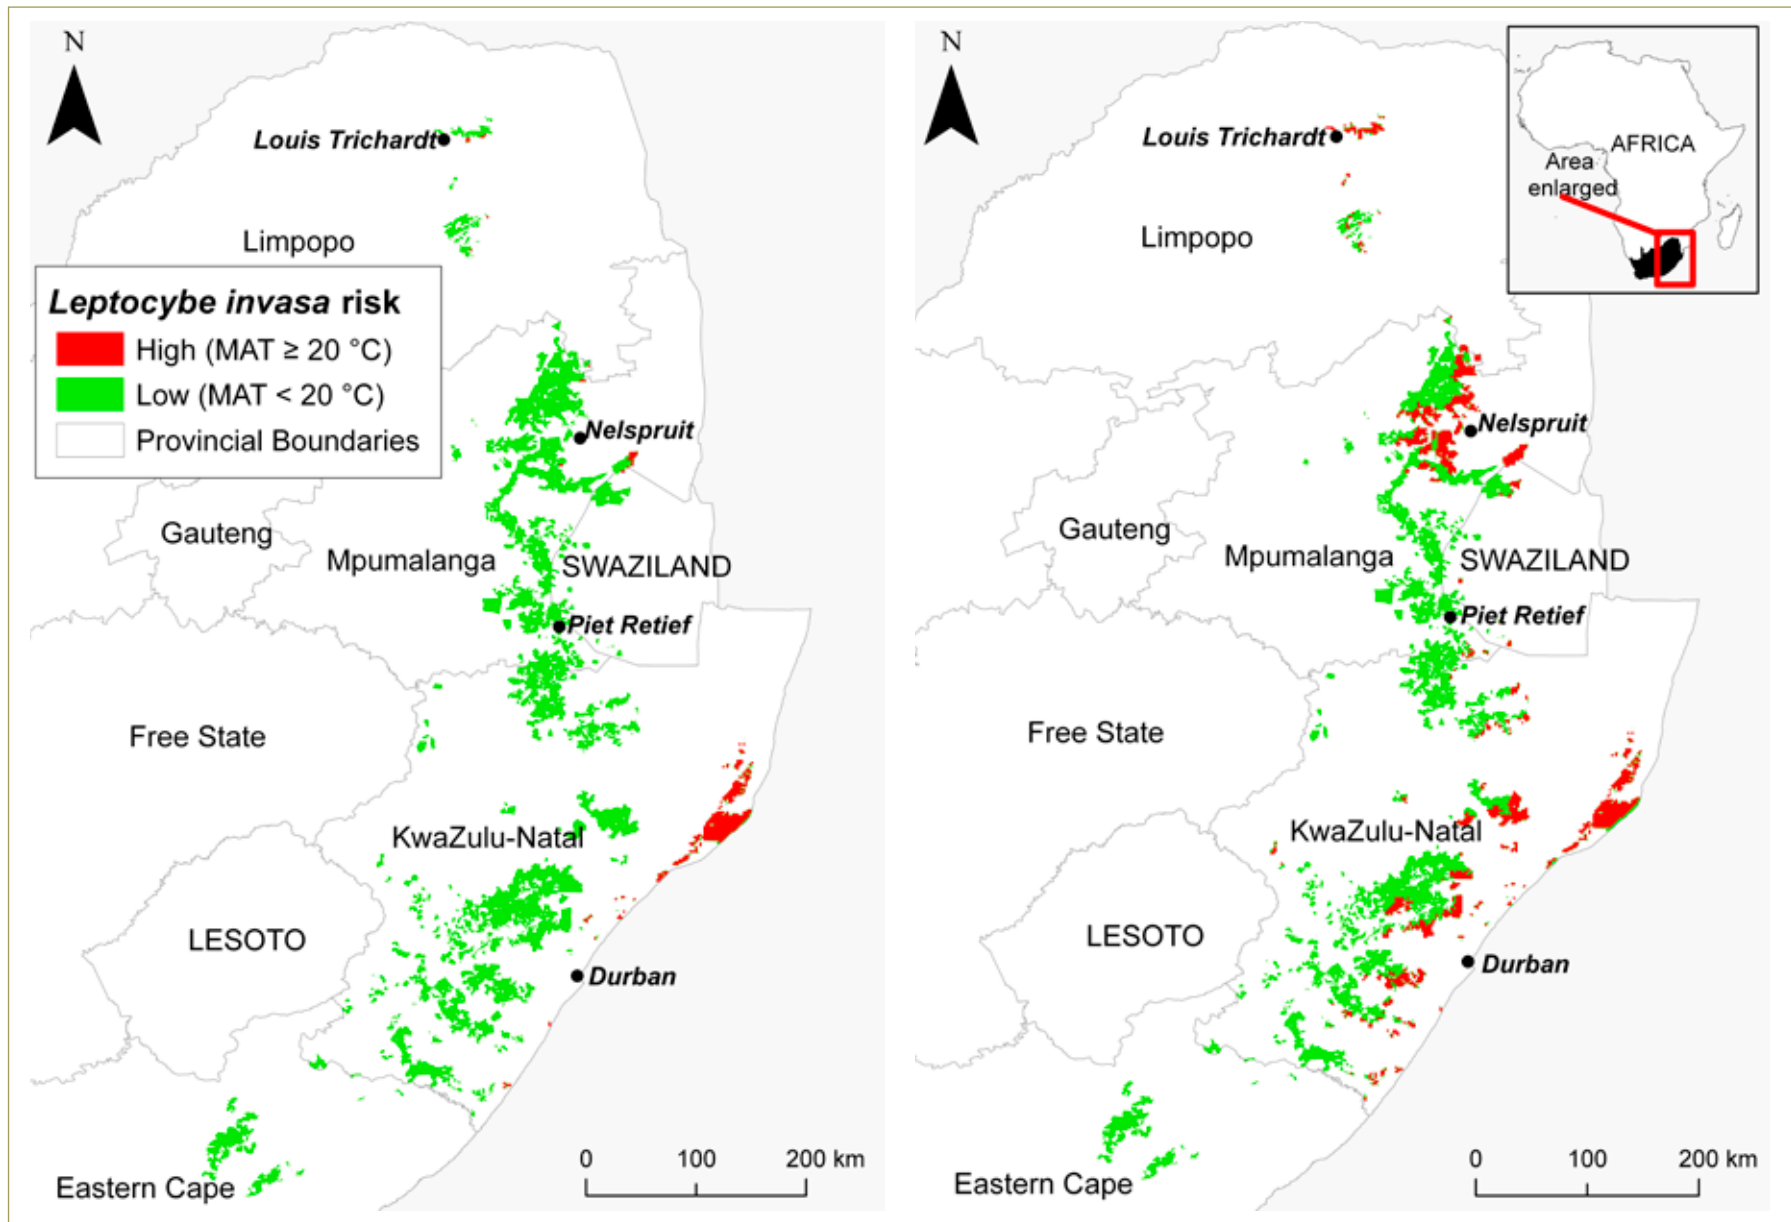 N
Louis Trichardt
Limpopo
Leptocybe invasa risk
High (MAT ≥ 20 °C)
Low (MAT < 20 °C)
Provincial Boundaries
Nelspruit
Gauteng
Mpumalanga
SWAZILAND
Piet Retief
Free State
KwaZulu-Natal
LESOTO
Durban
Eastern Cape
0 100 200 km
N
Louis Trichardt
Limpopo
AFRICA
Area
enlarged
Nelspruit
Gauteng
Mpumalanga
SWAZILAND
Piet Retief
Free State
KwaZulu-Natal
LESOTO
Durban
Eastern Cape
0 100 200 km